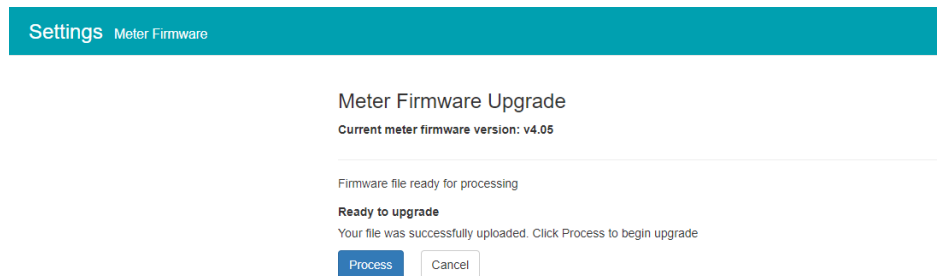 Settings Meter Firmware
Meter Firmware Upgrade
Current meter firmware version: v4.05
Firmware file ready for processing
Ready to upgrade
Your file was successfully uploaded. Click Process to begin upgrade
Process Cancel